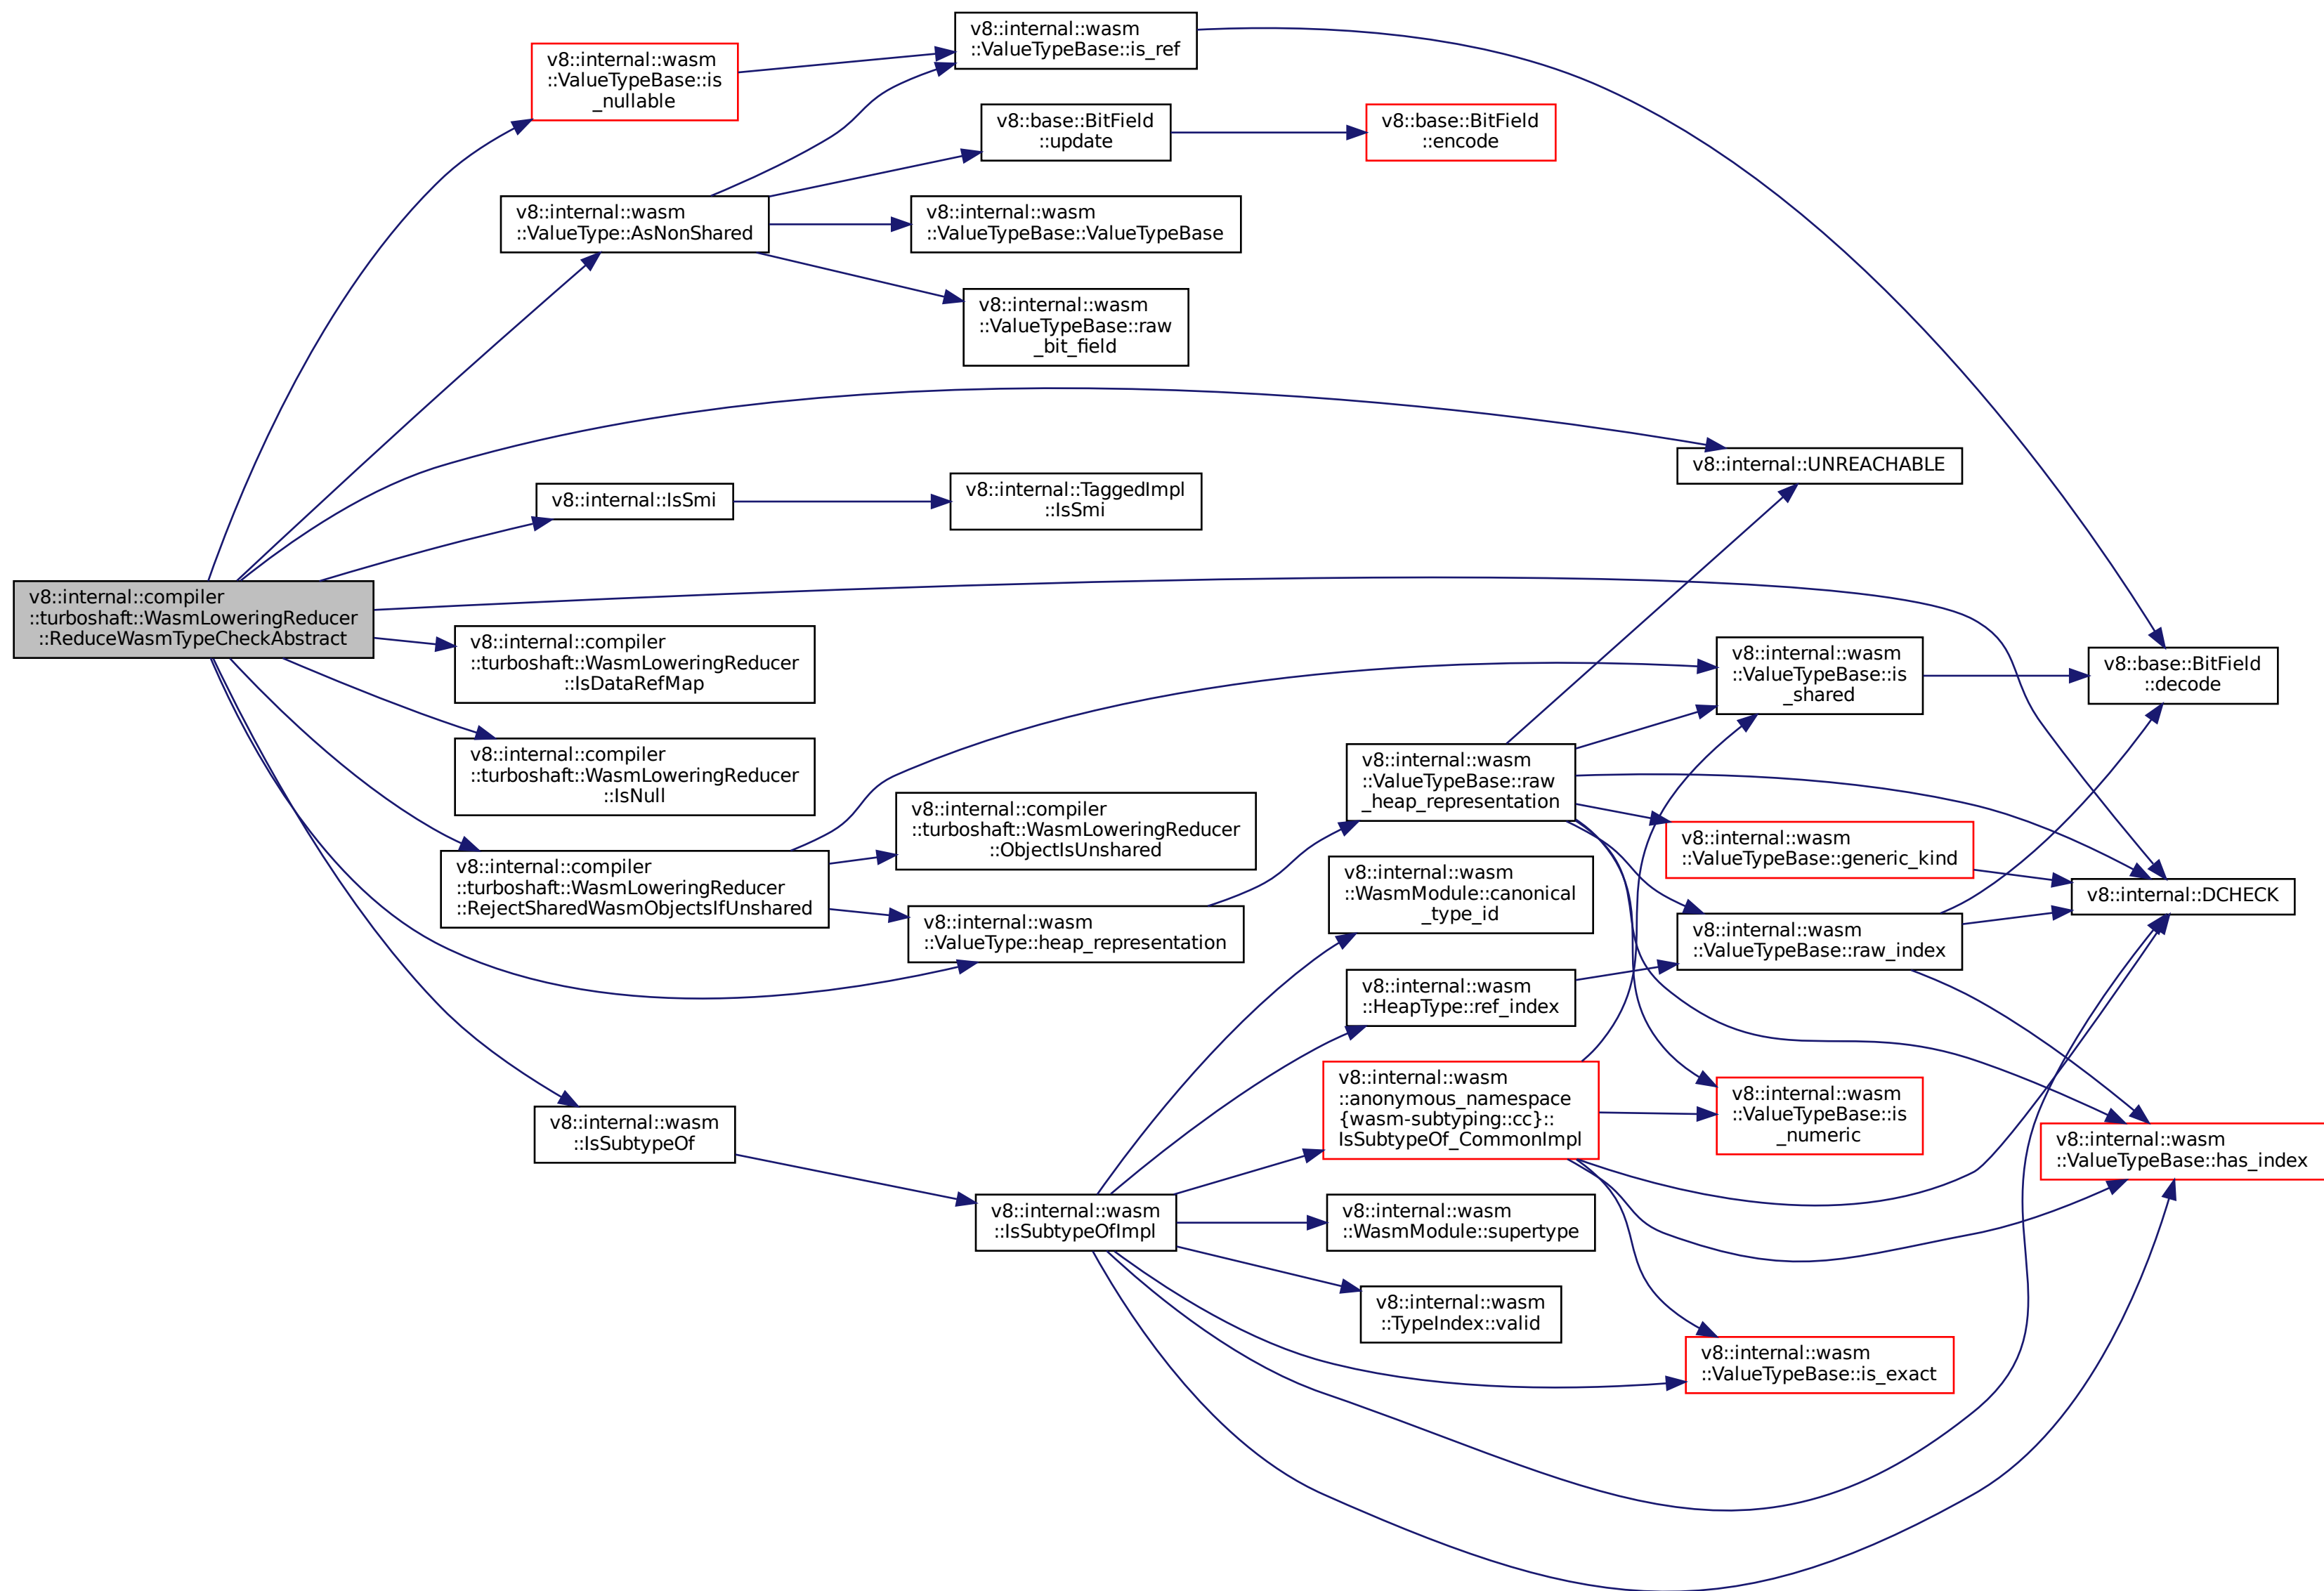 v8::internal::compiler
::turboshaft::WasmLoweringReducer
::ReduceWasmTypeCheckAbstract
v8::internal::wasm
::ValueTypeBase::is
_nullable
v8::internal::wasm
::ValueType::AsNonShared
v8::internal::IsSmi
v8::internal::compiler
::turboshaft::WasmLoweringReducer
::IsDataRefMap
v8::internal::compiler
::turboshaft::WasmLoweringReducer
::IsNull
v8::internal::compiler
::turboshaft::WasmLoweringReducer
::RejectSharedWasmObjectsIfUnshared
v8::internal::wasm
::IsSubtypeOf
v8::internal::wasm
::ValueTypeBase::is_ref
v8::base::BitField
::update
v8::internal::wasm
::ValueTypeBase::ValueTypeBase
v8::internal::wasm
::ValueTypeBase::raw
_bit_field
v8::internal::TaggedImpl
::IsSmi
v8::internal::compiler
::turboshaft::WasmLoweringReducer
::ObjectIsUnshared
v8::internal::wasm
::ValueType::heap_representation
v8::internal::wasm
::IsSubtypeOfImpl
v8::base::BitField
::encode
v8::internal::wasm
::ValueTypeBase::raw
_heap_representation
v8::internal::wasm
::WasmModule::canonical
_type_id
v8::internal::wasm
::HeapType::ref_index
v8::internal::wasm
::anonymous_namespace
{wasm-subtyping::cc}::
IsSubtypeOf_CommonImpl
v8::internal::wasm
::WasmModule::supertype
v8::internal::wasm
::TypeIndex::valid
v8::internal::UNREACHABLE
v8::internal::wasm
::ValueTypeBase::is
_shared
v8::internal::wasm
::ValueTypeBase::generic_kind
v8::internal::wasm
::ValueTypeBase::raw_index
v8::internal::wasm
::ValueTypeBase::is
_numeric
v8::internal::wasm
::ValueTypeBase::is_exact
v8::base::BitField
::decode
v8::internal::DCHECK
v8::internal::wasm
::ValueTypeBase::has_index